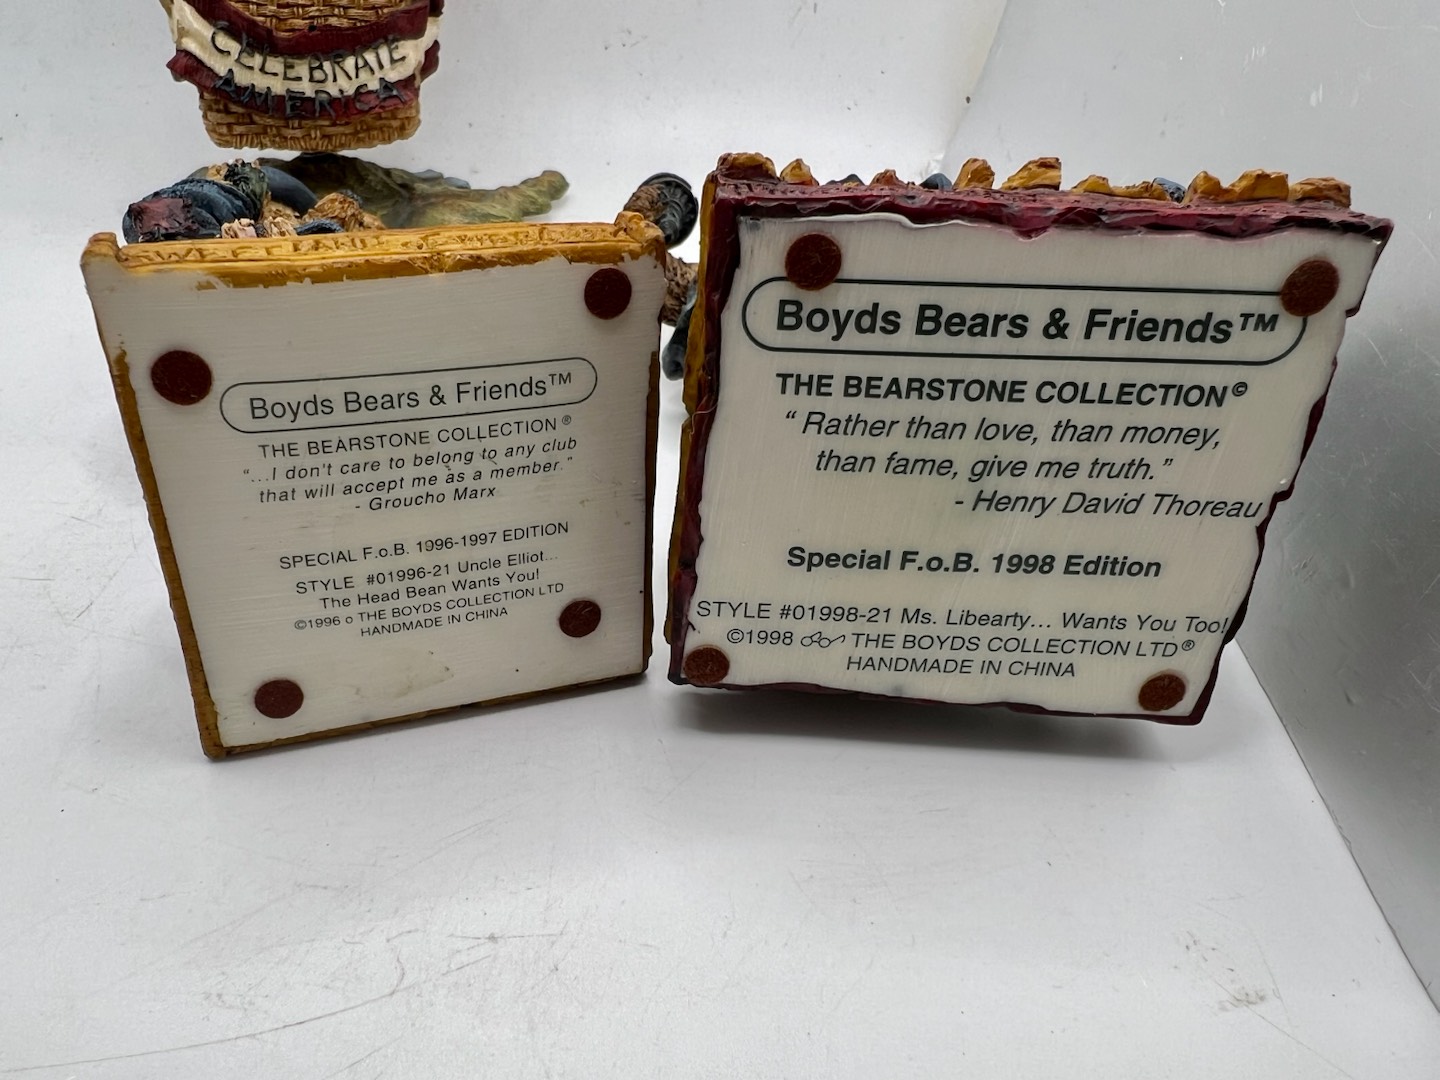 CELEBRATE
AMERICA
Boyds Bears & Friends™
THE BEARSTONE COLLECTION®
“...I don't care to belong to any club
that will accept me as a member.”
- Groucho Marx
SPECIAL F.o.B. 1996-1997 EDITION
STYLE #01996-21 Uncle Elliot...
The Head Bean Wants You!
©1996 o THE BOYDS COLLECTION LTD
HANDMADE IN CHINA
Boyds Bears & Friends™
THE BEARSTONE COLLECTION©
“ Rather than love, than money,
than fame, give me truth.”
- Henry David Thoreau
Special F.o.B. 1998 Edition
STYLE #01998-21 Ms. Libearty... Wants You Too!
©1998 THE BOYDS COLLECTION LTD®
HANDMADE IN CHINA